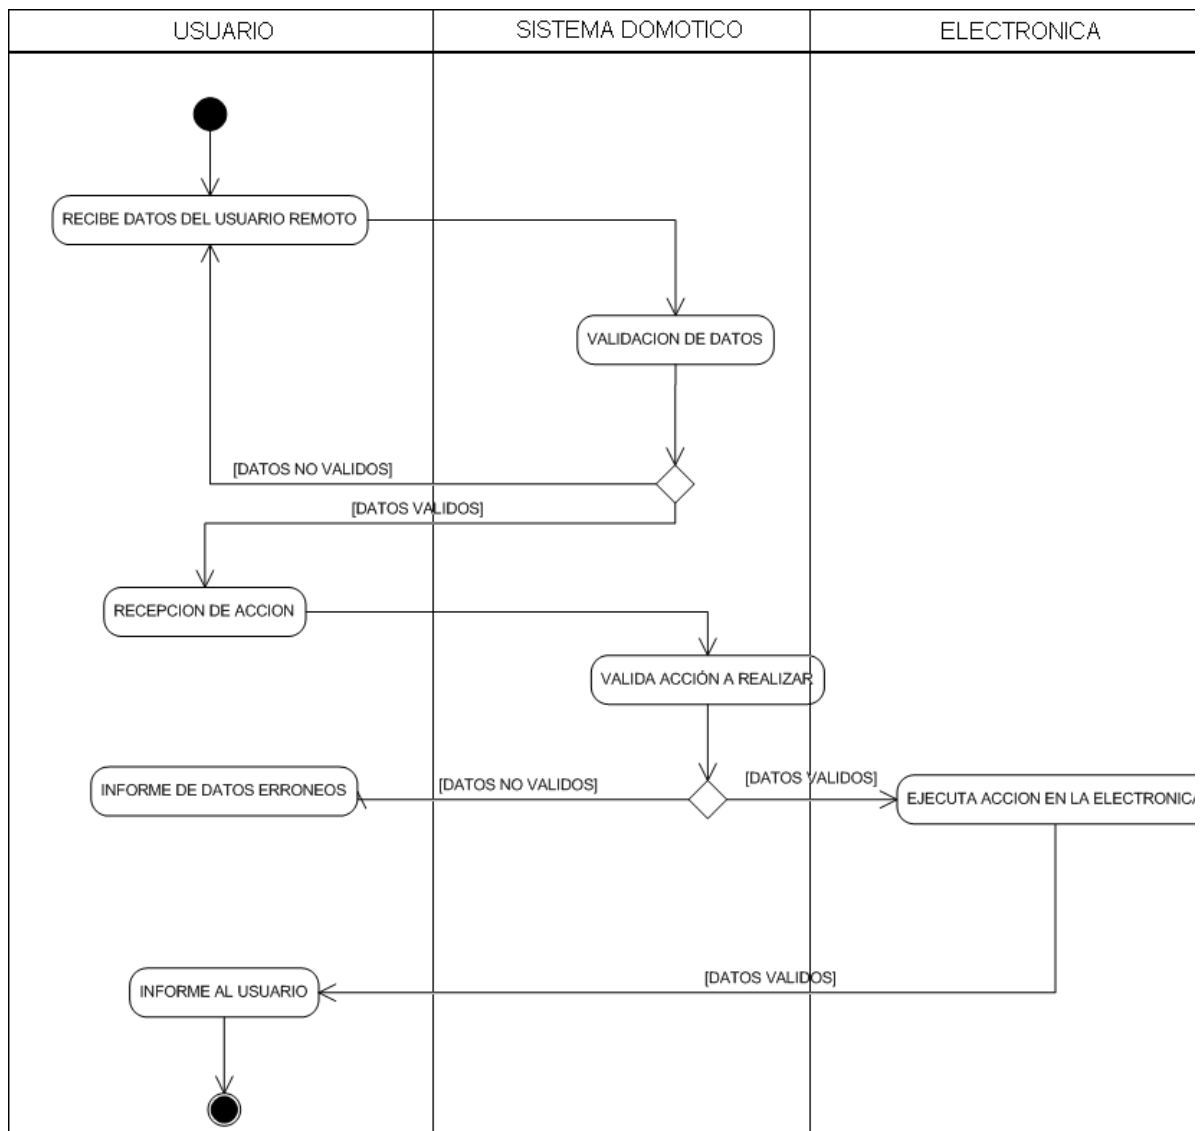 USUARIO
SISTEMA DOMOTICO
ELECTRONICA
RECIBE DATOS DEL USUARIO REMOTO
VALIDACION DE DATOS
[DATOS NO VALIDOS]
[DATOS VALIDOS]
RECEPCION DE ACCION
VALIDA ACCIÓN A REALIZAR
INFORME DE DATOS ERRONEOS
[DATOS NO VALIDOS]
[DATOS VALIDOS]
EJECUTA ACCION EN LA ELECTRONICA
[DATOS VALIDOS]
INFORME AL USUARIO